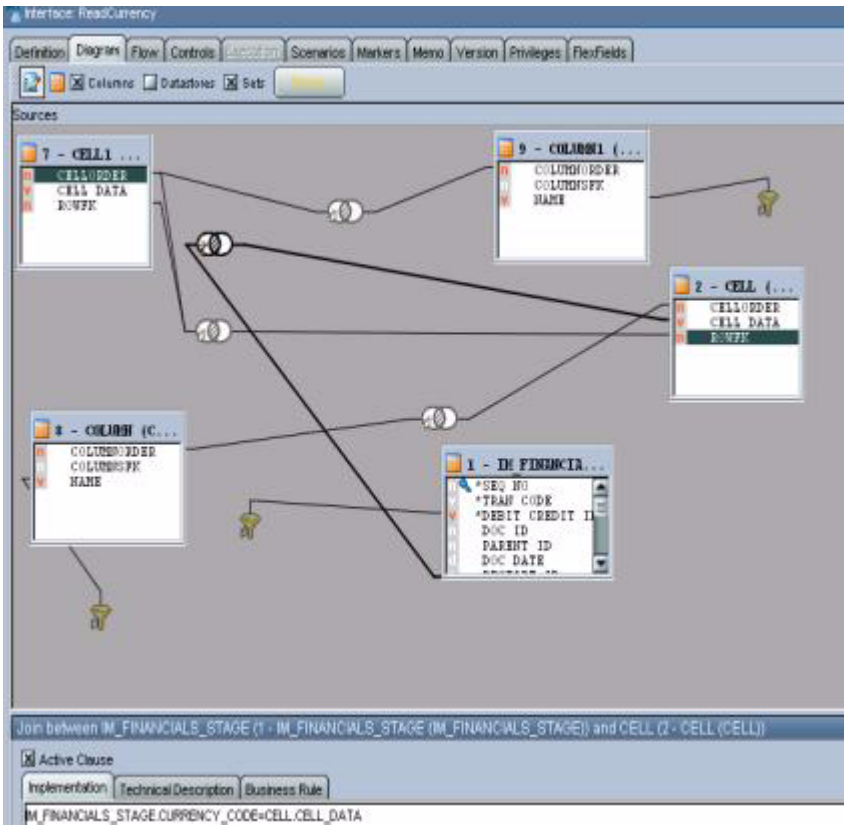 Interface: ReadCurrency
Definition Diagram Flow Controls Execution Scenarios Markers Memo Version Privileges FlexFields
Columns Datastores Sets
Sources
7 - CELL1 ...
CELLORDER
CELL DATA
ROWFK
9 - COLUMN1 (...
COLUMNORDER
COLUMNSFK
NAME
2 - CELL (...
CELLORDER
CELL DATA
ROWFK
8 - COLUMN (C...
COLUMNORDER
COLUMNSFK
NAME
1 - IM_FINANCIA...
*SEQ NO
*TRAN CODE
*DEBIT CREDIT I
DOC ID
PARENT ID
DOC DATE
Join between IM_FINANCIALS_STAGE (1 - IM_FINANCIALS_STAGE (IM_FINANCIALS_STAGE)) and CELL (2 - CELL (CELL))
Active Clause
Implementation Technical Description Business Rule
IM_FINANCIALS_STAGE.CURRENCY_CODE=CELL.CELL_DATA